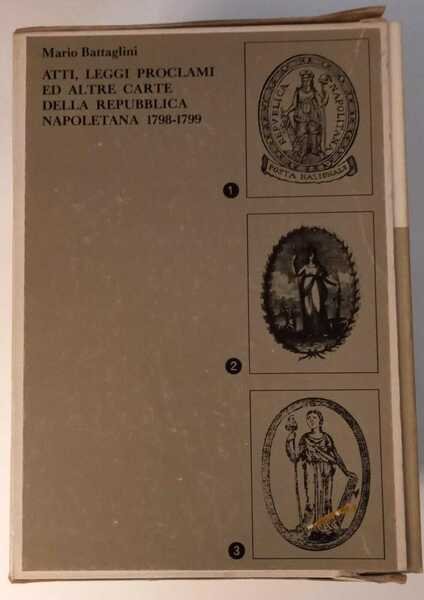 Mario Battaglini
ATTI, LEGGI PROCLAMI
ED ALTRE CARTE
DELLA REPUBBLICA
NAPOLETANA 1798-1799
REPVBLICA NAPOLITANA
POSTA NAZIONALE
1
2
3